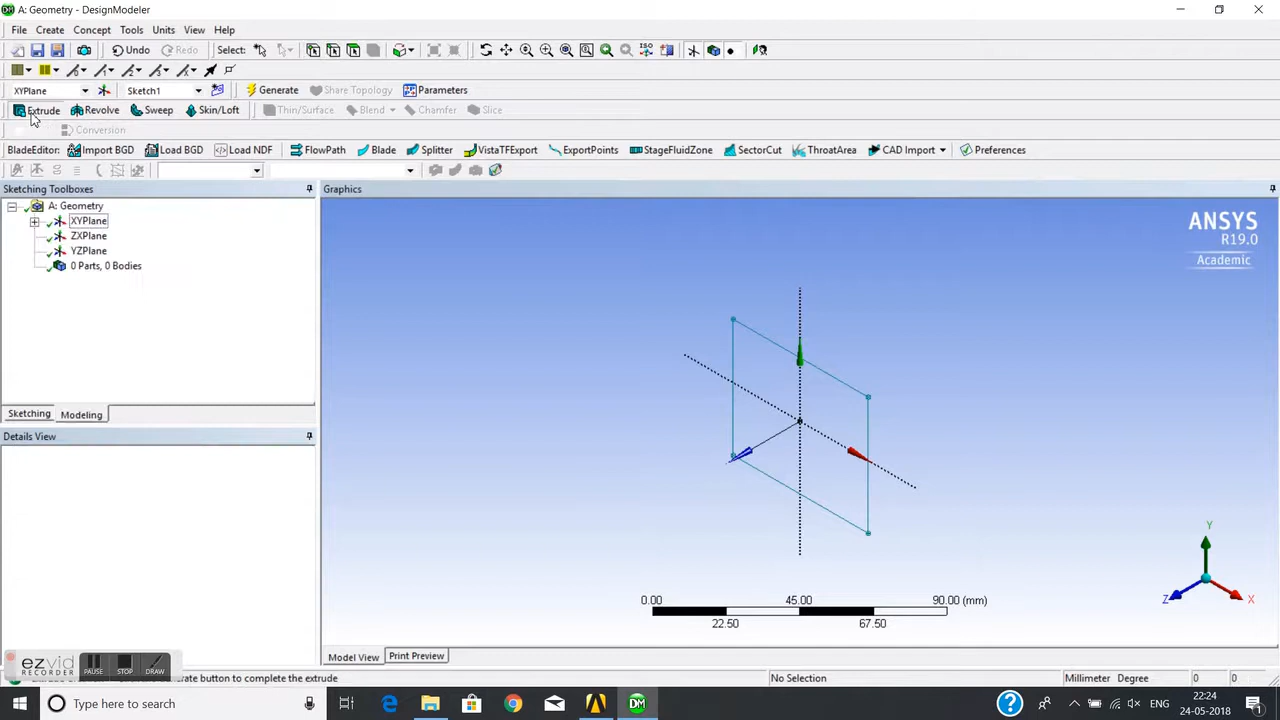 A: Geometry - DesignModeler
File Create Concept Tools Units View Help
Undo Redo Select:
XYPlane Sketch1 Generate Share Topology Parameters
Extrude Revolve Sweep Skin/Loft Thin/Surface Blend Chamfer Slice
Conversion
BladeEditor: Import BGD Load BGD Load NDF FlowPath Blade Splitter VistaTFExport ExportPoints StageFluidZone SectorCut ThroatArea CAD Import Preferences
Sketching Toolboxes
Graphics
A: Geometry
XYPlane
ZXPlane
YZPlane
0 Parts, 0 Bodies
ANSYS
R19.0
Academic
Sketching Modeling
Details View
Y
Z
X
0.00 45.00 90.00 (mm)
22.50 67.50
Model View Print Preview
ezvid
RECORDER
PAUSE STOP DRAW
button to complete the extrude
No Selection
Millimeter Degree 0 0
Type here to search
DM
ENG
22:24
24-05-2018